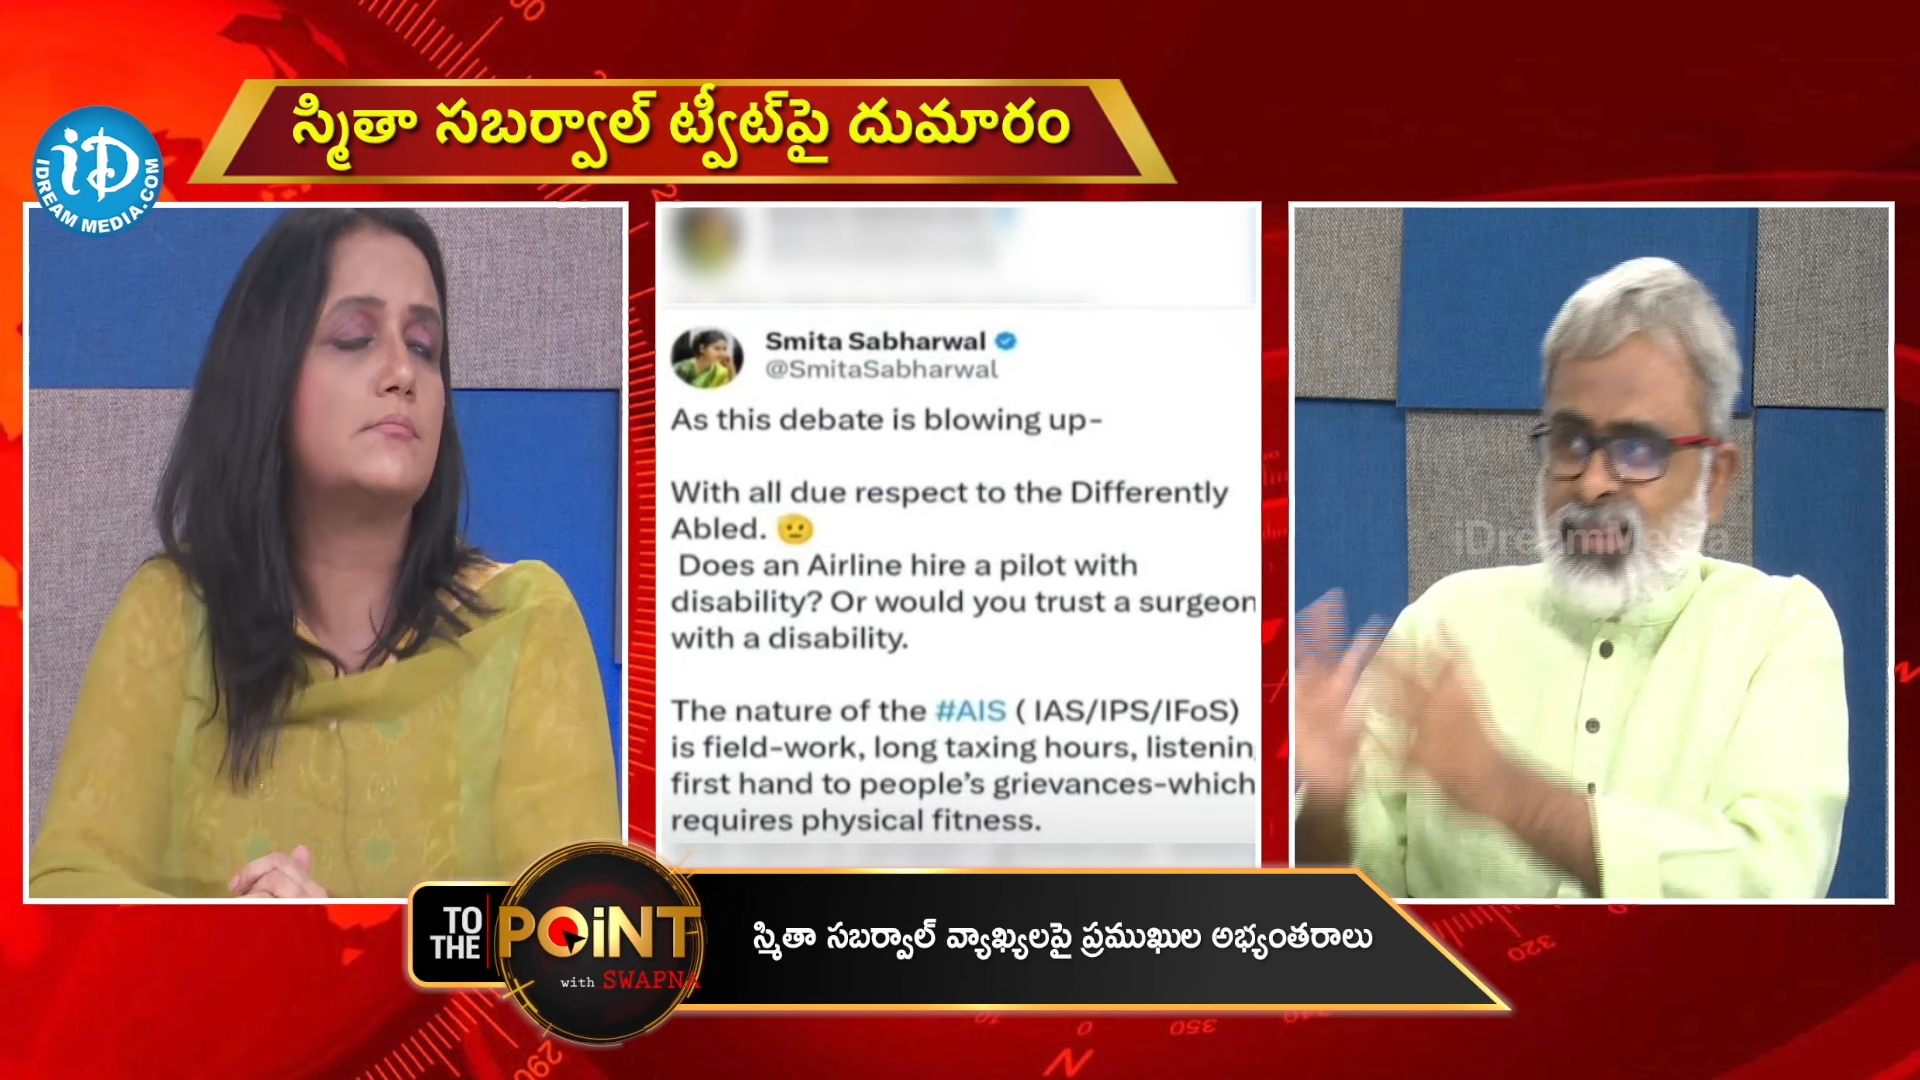 స్మితా సబర్వాల్ ట్వీట్‌పై దుమారం
iD
IDREAM MEDIA.COM
Smita Sabharwal
@SmitaSabharwal
As this debate is blowing up-
With all due respect to the Differently
Abled. 🫡
Does an Airline hire a pilot with
disability? Or would you trust a surgeon
with a disability.
The nature of the #AIS ( IAS/IPS/IFoS)
is field-work, long taxing hours, listenin
first hand to people's grievances-which
requires physical fitness.
iDreamMedia
TO THE POiNT
with SWAPNA
స్మితా సబర్వాల్ వ్యాఖ్యలపై ప్రముఖుల అభ్యంతరాలు